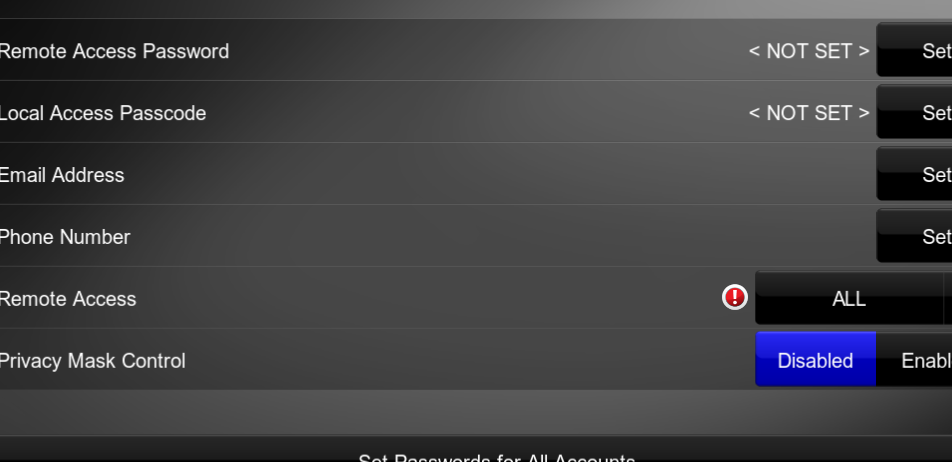 Remote Access Password < NOT SET > Set
Local Access Passcode < NOT SET > Set
Email Address Set
Phone Number Set
Remote Access ALL
Privacy Mask Control Disabled Enabl
Set Passwords for All Accounts